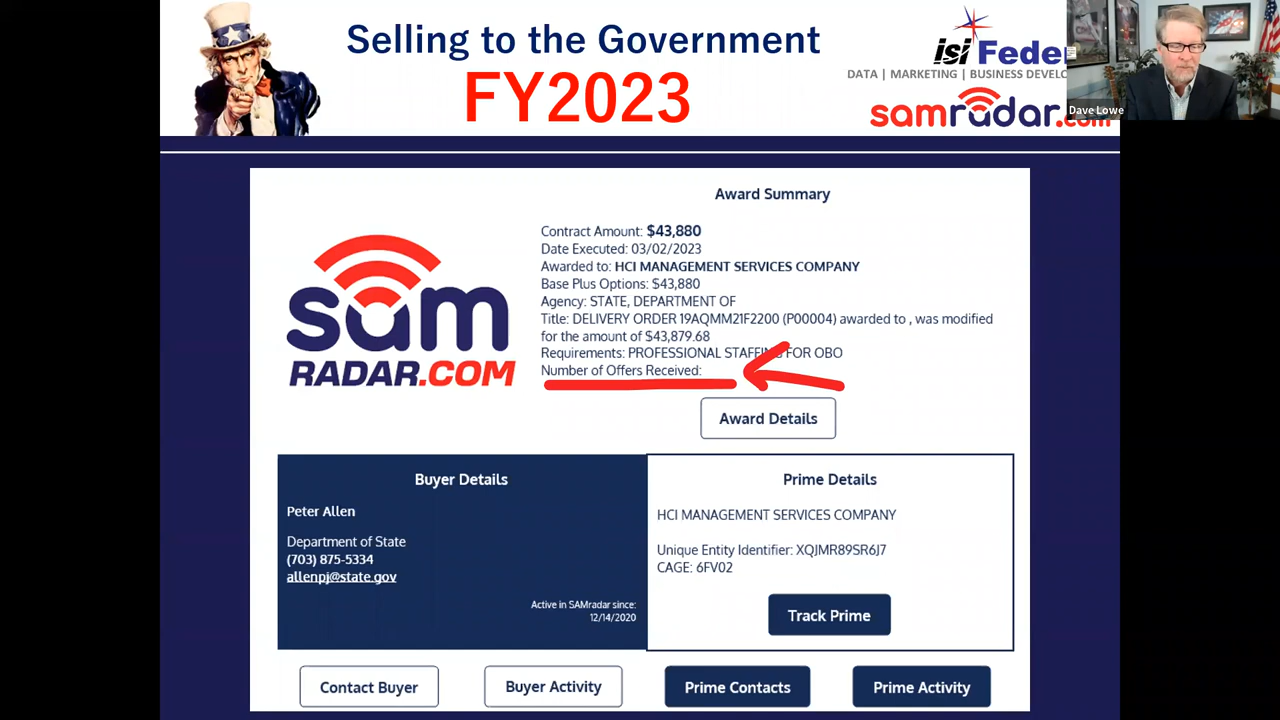 Selling to the Government
FY2023
isi Feder
DATA | MARKETING | BUSINESS DEVEL
samradar.com
Dave Lowe
Award Summary
Contract Amount: $43,880
Date Executed: 03/02/2023
Awarded to: HCI MANAGEMENT SERVICES COMPANY
Base Plus Options: $43,880
Agency: STATE, DEPARTMENT OF
Title: DELIVERY ORDER 19AQMM21F2200 (P00004) awarded to , was modified
for the amount of $43,879.68
Requirements: PROFESSIONAL STAFFING FOR OBO
Number of Offers Received:
sam
RADAR.COM
Award Details
Buyer Details
Peter Allen
Department of State
(703) 875-5334
allenpj@state.gov
Active in SAMradar since:
12/14/2020
Prime Details
HCI MANAGEMENT SERVICES COMPANY
Unique Entity Identifier: XQJMR89SR6J7
CAGE: 6FV02
Track Prime
Contact Buyer
Buyer Activity
Prime Contacts
Prime Activity